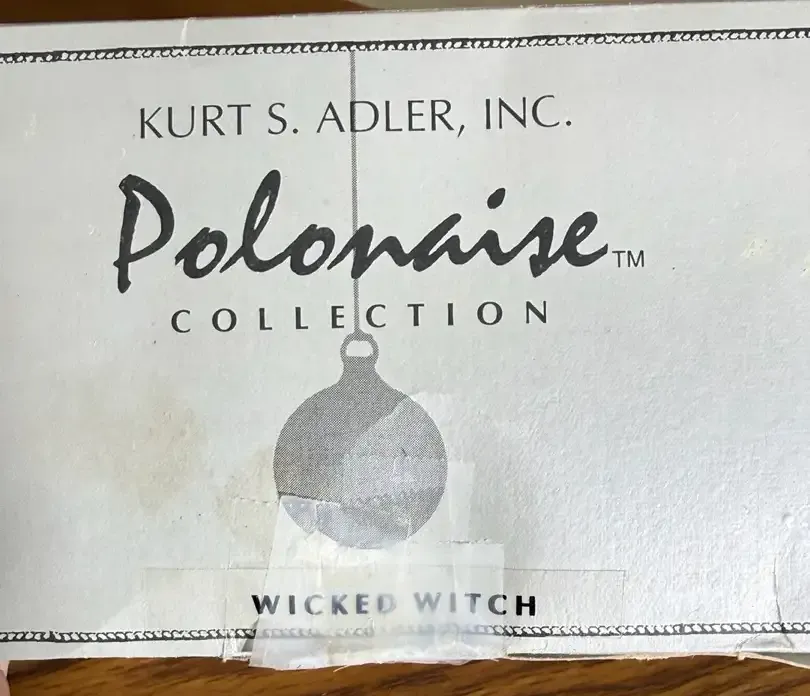 KURT S. ADLER, INC.
Polonaise™
COLLECTION
WICKED WITCH